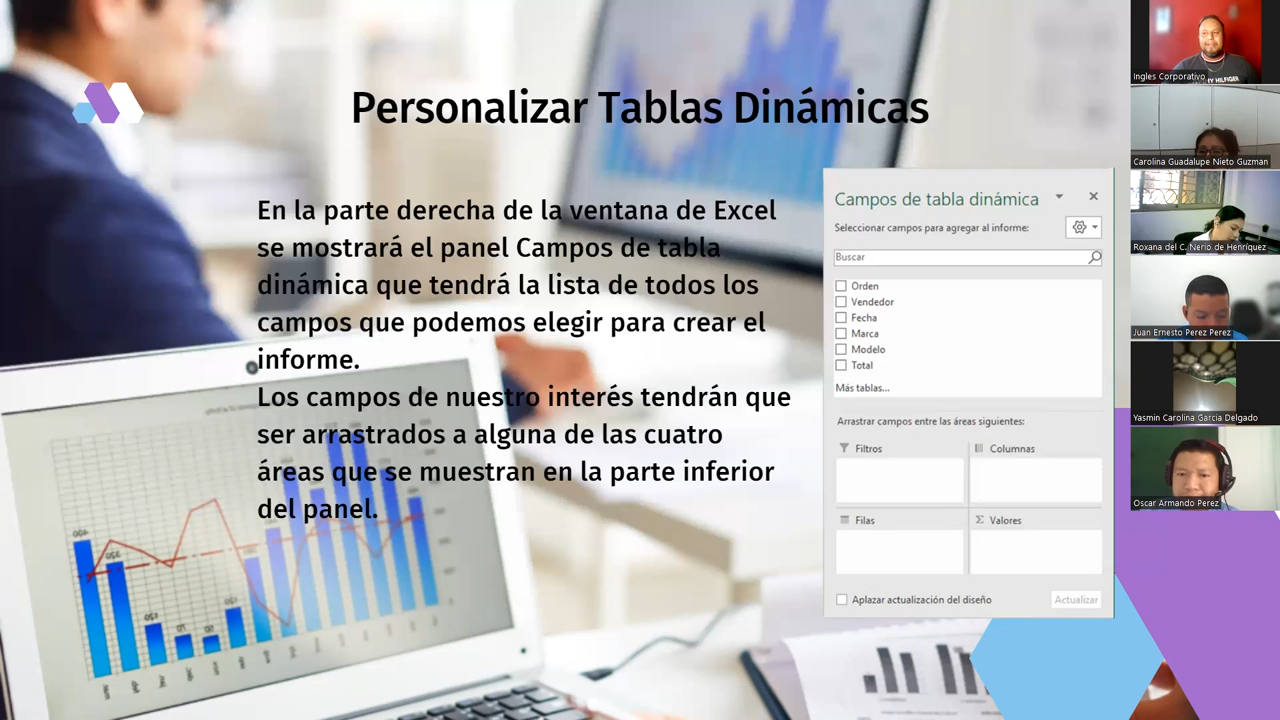 Personalizar Tablas Dinámicas
En la parte derecha de la ventana de Excel
se mostrará el panel Campos de tabla
dinámica que tendrá la lista de todos los
campos que podemos elegir para crear el
informe.
Los campos de nuestro interés tendrán que
ser arrastrados a alguna de las cuatro
áreas que se muestran en la parte inferior
del panel.
Campos de tabla dinámica
Seleccionar campos para agregar al informe:
Buscar
Orden
Vendedor
Fecha
Marca
Modelo
Total
Más tablas...
Arrastrar campos entre las áreas siguientes:
Filtros
Columnas
Filas
Σ Valores
Aplazar actualización del diseño
Actualizar
Ingles Corporativo
Y HILFIGER
Carolina Guadalupe Nieto Guzman
Roxana del C. Nerio de Henríquez
Juan Ernesto Perez Perez
Yasmin Carolina Garcia Delgado
Oscar Armando Perez